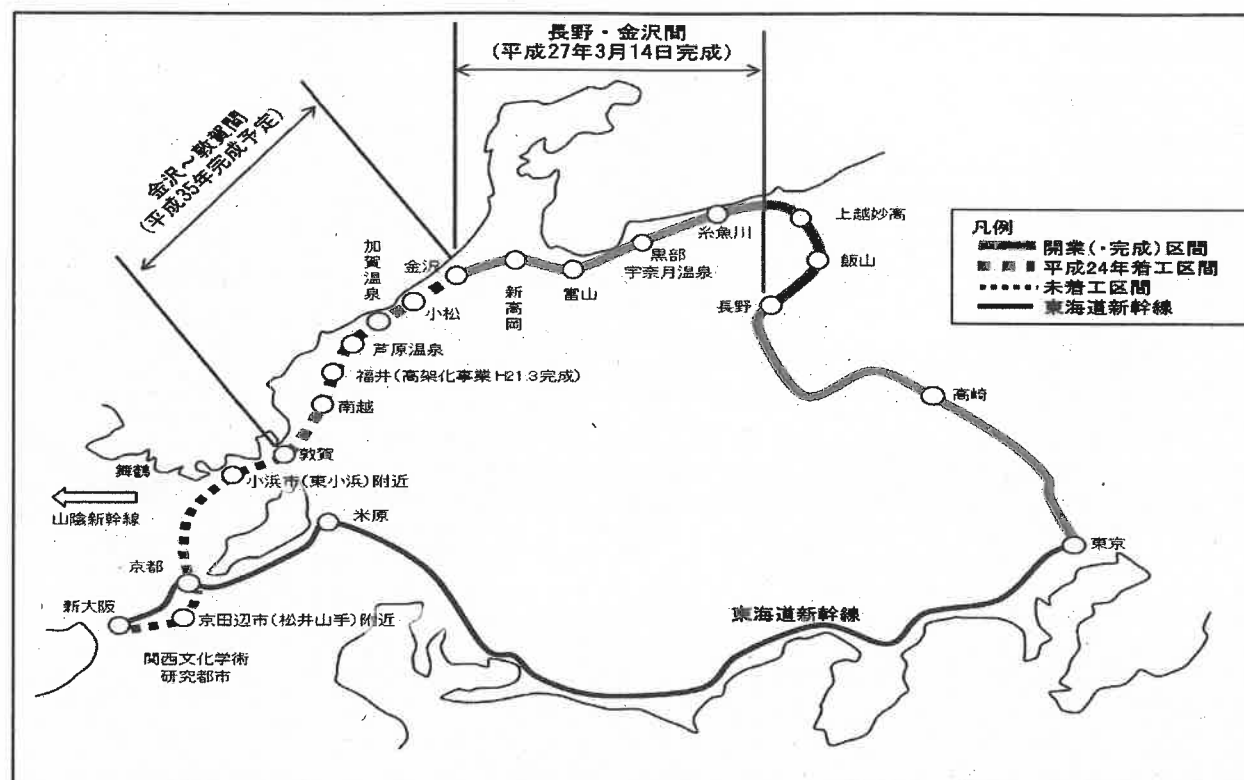 長野・金沢間
(平成27年3月14日完成)
金沢～敦賀間
(平成35年完成予定)
上越妙高
糸魚川
黒部
宇奈月温泉
飯山
加賀温泉
金沢
新高岡
富山
小松
長野
芦原温泉
福井(高架化事業H21.3完成)
南越
高崎
敦賀
舞鶴
小浜市(東小浜)附近
山陰新幹線
米原
東京
京都
新大阪
京田辺市(松井山手)附近
東海道新幹線
関西文化学術
研究都市
凡例
開業(・完成)区間
平成24年着工区間
未着工区間
東海道新幹線